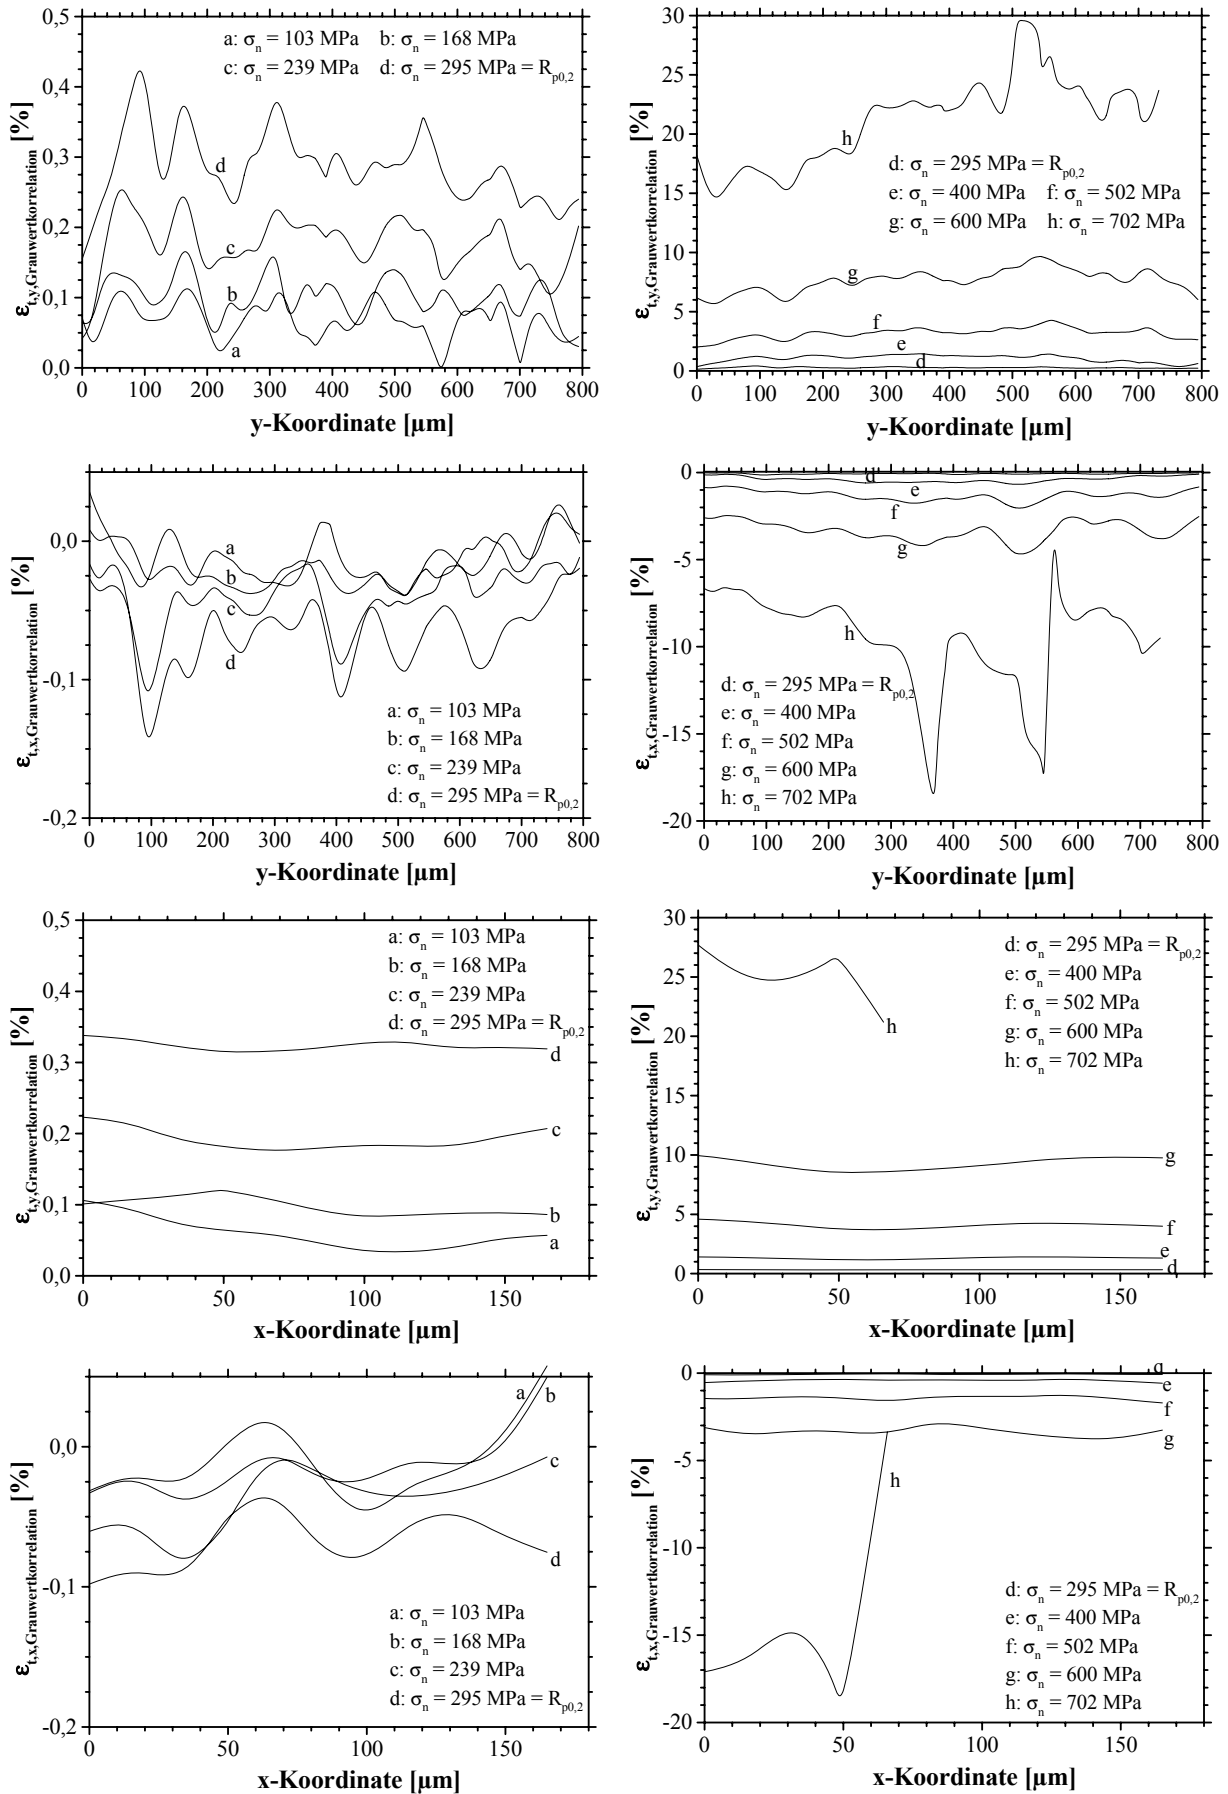 0,5
0,4
0,3
0,2
0,1
0,0
ε t,y,Grauwertkorrelation [%]
a: σn = 103 MPa b: σn = 168 MPa
c: σn = 239 MPa d: σn = 295 MPa = Rp0,2
d
c
b
a
0 100 200 300 400 500 600 700 800
y-Koordinate [µm]
30
25
20
15
10
5
0
ε t,y,Grauwertkorrelation [%]
h
d: σn = 295 MPa = Rp0,2
e: σn = 400 MPa f: σn = 502 MPa
g: σn = 600 MPa h: σn = 702 MPa
g
f
e
d
0 100 200 300 400 500 600 700 800
y-Koordinate [µm]
0,0
-0,1
-0,2
ε t,x,Grauwertkorrelation [%]
a
b
c
d
a: σn = 103 MPa
b: σn = 168 MPa
c: σn = 239 MPa
d: σn = 295 MPa = Rp0,2
0 100 200 300 400 500 600 700 800
y-Koordinate [µm]
0
-5
-10
-15
-20
ε t,x,Grauwertkorrelation [%]
d
e
f
g
h
d: σn = 295 MPa = Rp0,2
e: σn = 400 MPa
f: σn = 502 MPa
g: σn = 600 MPa
h: σn = 702 MPa
0 100 200 300 400 500 600 700 800
y-Koordinate [µm]
0,5
0,4
0,3
0,2
0,1
0,0
ε t,y,Grauwertkorrelation [%]
a: σn = 103 MPa
b: σn = 168 MPa
c: σn = 239 MPa
d: σn = 295 MPa = Rp0,2
d
c
b
a
0 50 100 150
x-Koordinate [µm]
30
25
20
15
10
5
0
ε t,y,Grauwertkorrelation [%]
d: σn = 295 MPa = Rp0,2
e: σn = 400 MPa
f: σn = 502 MPa
g: σn = 600 MPa
h: σn = 702 MPa
h
g
f
e
d
0 50 100 150
x-Koordinate [µm]
0,0
-0,1
-0,2
ε t,x,Grauwertkorrelation [%]
a
b
c
d
a: σn = 103 MPa
b: σn = 168 MPa
c: σn = 239 MPa
d: σn = 295 MPa = Rp0,2
0 50 100 150
x-Koordinate [µm]
0
-5
-10
-15
-20
ε t,x,Grauwertkorrelation [%]
e
f
g
h
d: σn = 295 MPa = Rp0,2
e: σn = 400 MPa
f: σn = 502 MPa
g: σn = 600 MPa
h: σn = 702 MPa
0 50 100 150
x-Koordinate [µm]